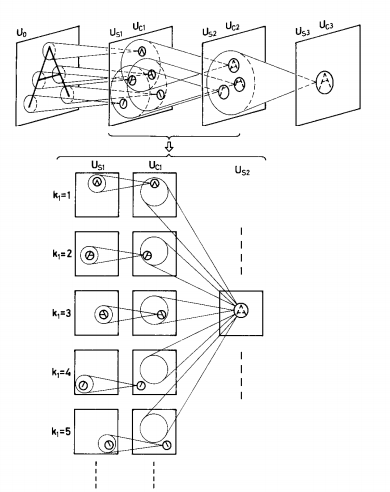 U0 US1 UC1 US2 UC2 US3 UC3
US1 UC1 US2
k1=1
k1=2
k1=3
k1=4
k1=5